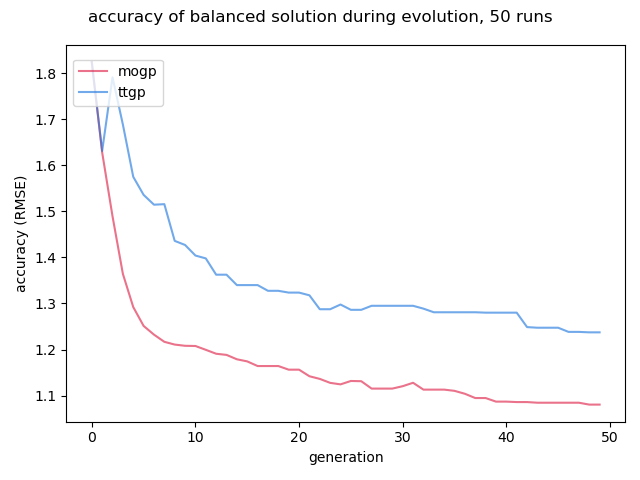 accuracy of balanced solution during evolution, 50 runs
mogp
ttgp
accuracy (RMSE)
1.8
1.7
1.6
1.5
1.4
1.3
1.2
1.1
0
10
20
30
40
50
generation